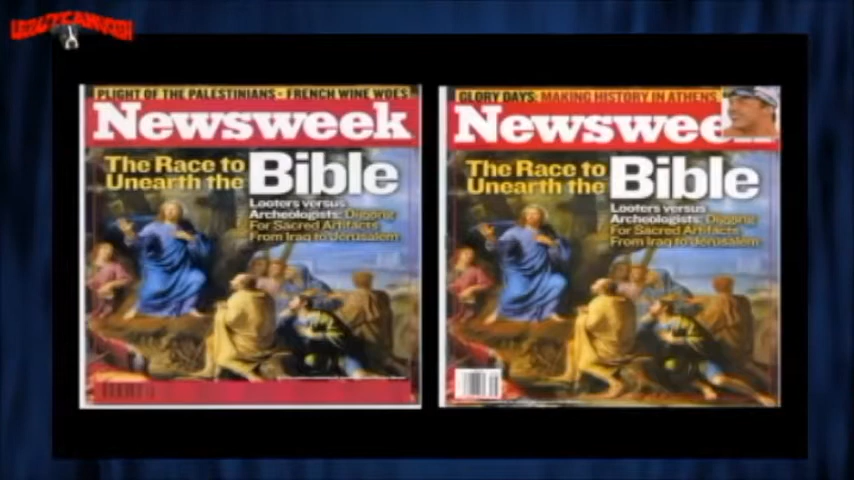 PLIGHT OF THE PALESTINIANS • FRENCH WINE WOES
Newsweek
The Race to
Unearth the
Bible
Looters versus
Archeologists: Digging
For Sacred Artifacts
From Iraq to Jerusalem
GLORY DAYS: MAKING HISTORY IN ATHENS
Newswee
The Race to
Unearth the
Bible
Looters versus
Archeologists: Digging
For Sacred Artifacts
From Iraq to Jerusalem